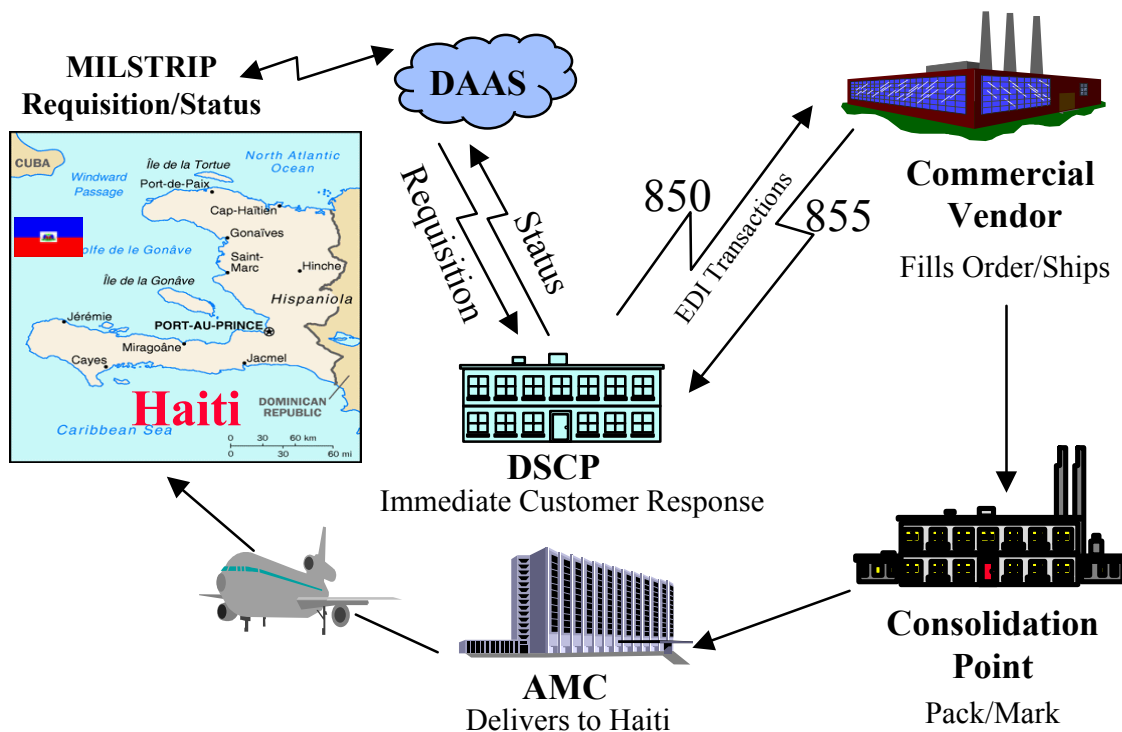 MILSTRIP
Requisition/Status
DAAS
Requisition
Status
850
EDI Transactions
855
Commercial
Vendor
Fills Order/Ships
CUBA
Île de la Tortue
North Atlantic
Ocean
Windward
Passage
Port-de-Paix
Cap-Haïtien
Gonaïves
olfe de le Gonâve
Saint-
Marc
Hinche
Île de la Gonâve
Hispaniola
Jérémie
PORT-AU-PRINCE
Miragoâne
Cayes
Jacmel
Haiti
DOMINICAN
REPUBLIC
Caribbean Sea
0 30 60 km
0 30 60 mi
DSCP
Immediate Customer Response
Consolidation
Point
Pack/Mark
AMC
Delivers to Haiti